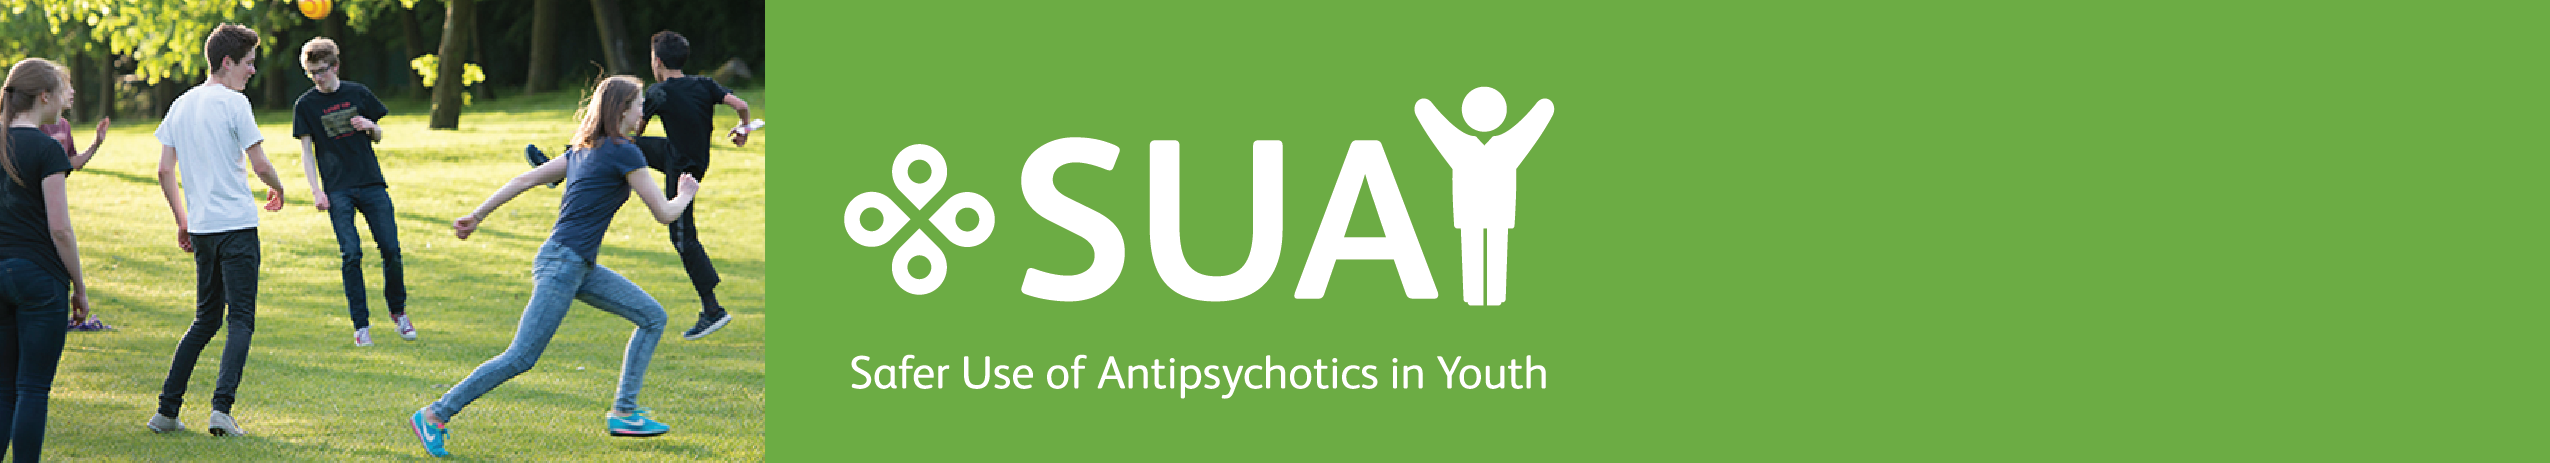 SUAY
Safer Use of Antipsychotics in Youth